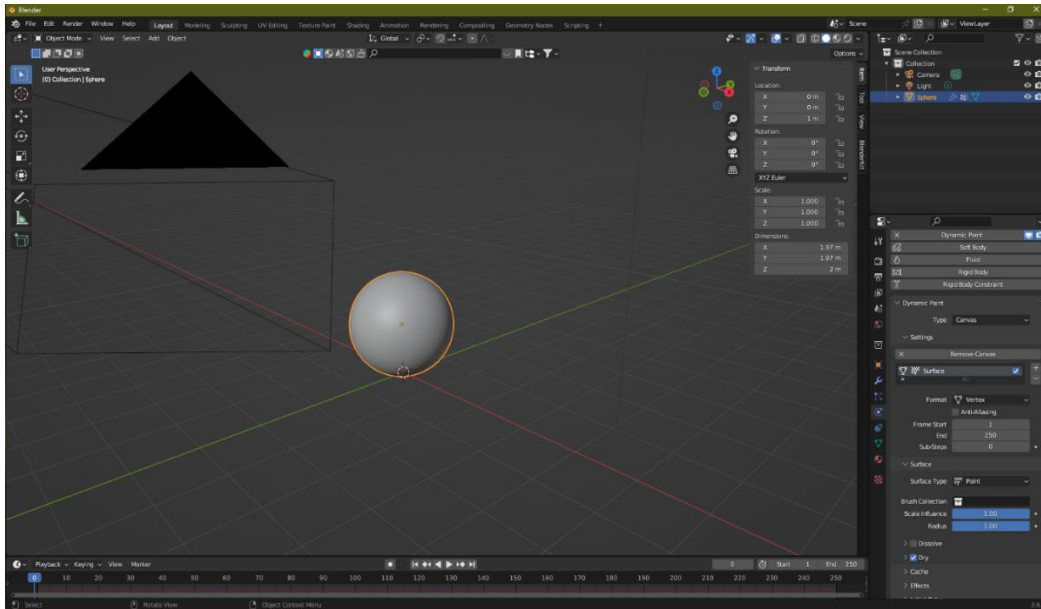 Blender
File Edit Render Window Help Layout Modeling Sculpting UV Editing Texture Paint Shading Animation Rendering Compositing Geometry Nodes Scripting + Scene ViewLayer
Object Mode View Select Add Object Global
Options
User Perspective
(0) Collection | Sphere
Transform
Location:
X 0 m
Y 0 m
Z 1 m
Rotation:
X 0°
Y 0°
Z 0°
XYZ Euler
Scale:
X 1.000
Y 1.000
Z 1.000
Dimensions:
X 1.97 m
Y 1.97 m
Z 2 m
Item
Tool
View
BlenderKit
Scene Collection
Collection
Camera
Light
Sphere
Dynamic Paint
Soft Body
Fluid
Rigid Body
Rigid Body Constraint
Dynamic Paint
Type Canvas
Settings
Remove Canvas
Surface
Format Vertex
Anti-Aliasing
Frame Start 1
End 250
Sub-Steps 0
Surface
Surface Type Paint
Brush Collection
Scale Influence 1.00
Radius 1.00
Dissolve
Dry
Cache
Effects
Playback Keying View Marker 0 Start 1 End 250
0 10 20 30 40 50 60 70 80 90 100 110 120 130 140 150 160 170 180 190 200 210 220 230 240 250
Select Rotate View Object Context Menu